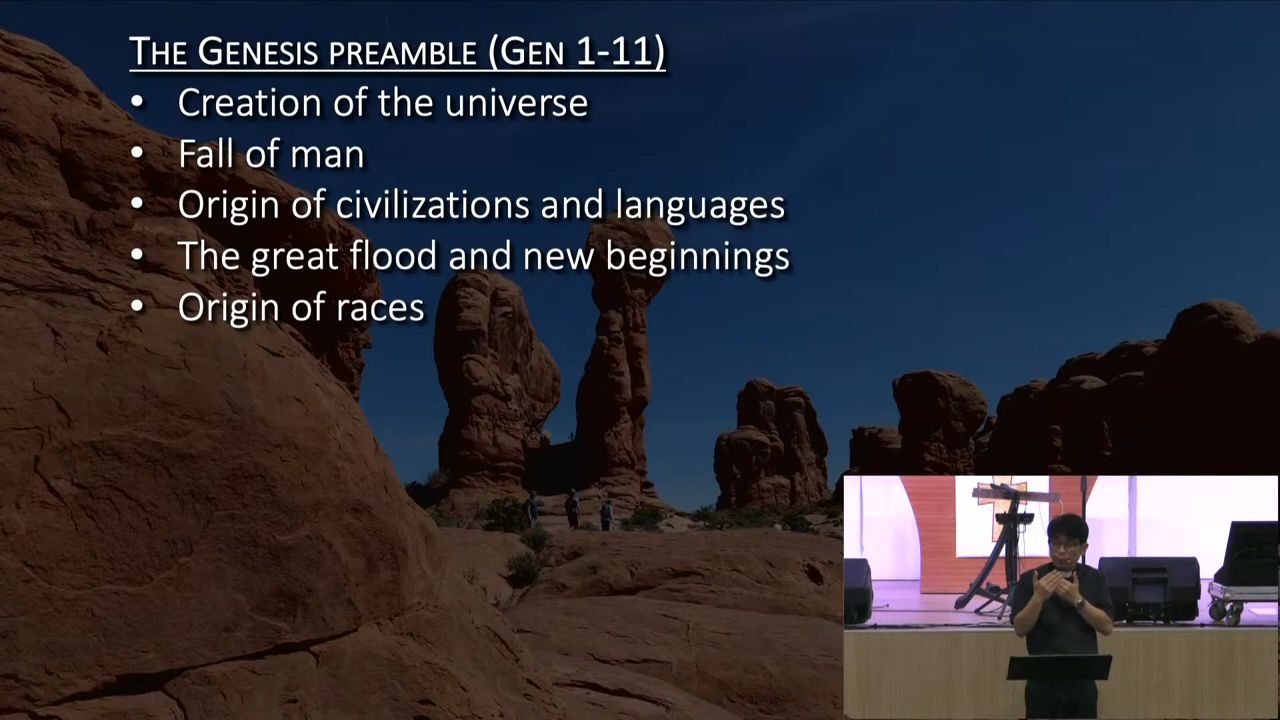 THE GENESIS PREAMBLE (GEN 1-11)
• Creation of the universe
• Fall of man
• Origin of civilizations and languages
• The great flood and new beginnings
• Origin of races